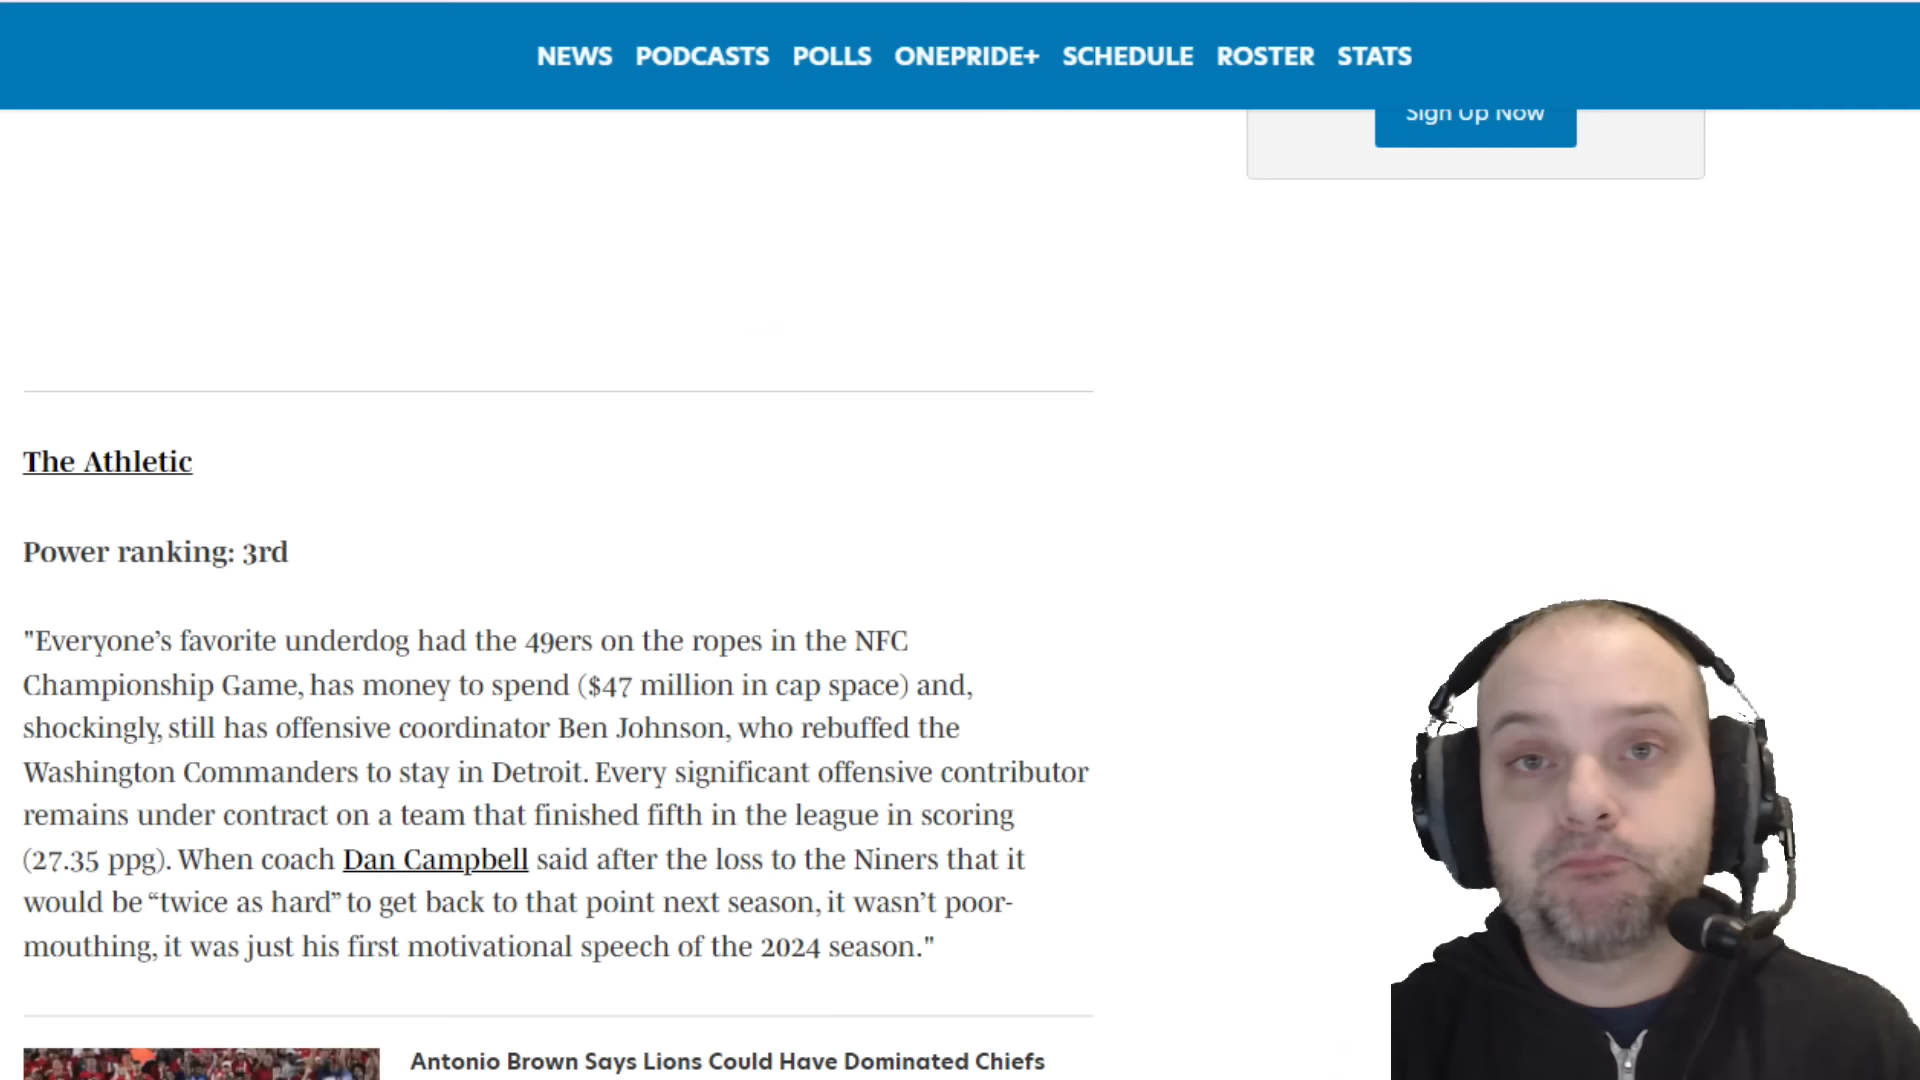 NEWS PODCASTS POLLS ONEPRIDE+ SCHEDULE ROSTER STATS
Sign Up Now
The Athletic
Power ranking: 3rd
"Everyone’s favorite underdog had the 49ers on the ropes in the NFC
Championship Game, has money to spend ($47 million in cap space) and,
shockingly, still has offensive coordinator Ben Johnson, who rebuffed the
Washington Commanders to stay in Detroit. Every significant offensive contributor
remains under contract on a team that finished fifth in the league in scoring
(27.35 ppg). When coach Dan Campbell said after the loss to the Niners that it
would be “twice as hard” to get back to that point next season, it wasn’t poor-
mouthing, it was just his first motivational speech of the 2024 season."
Antonio Brown Says Lions Could Have Dominated Chiefs